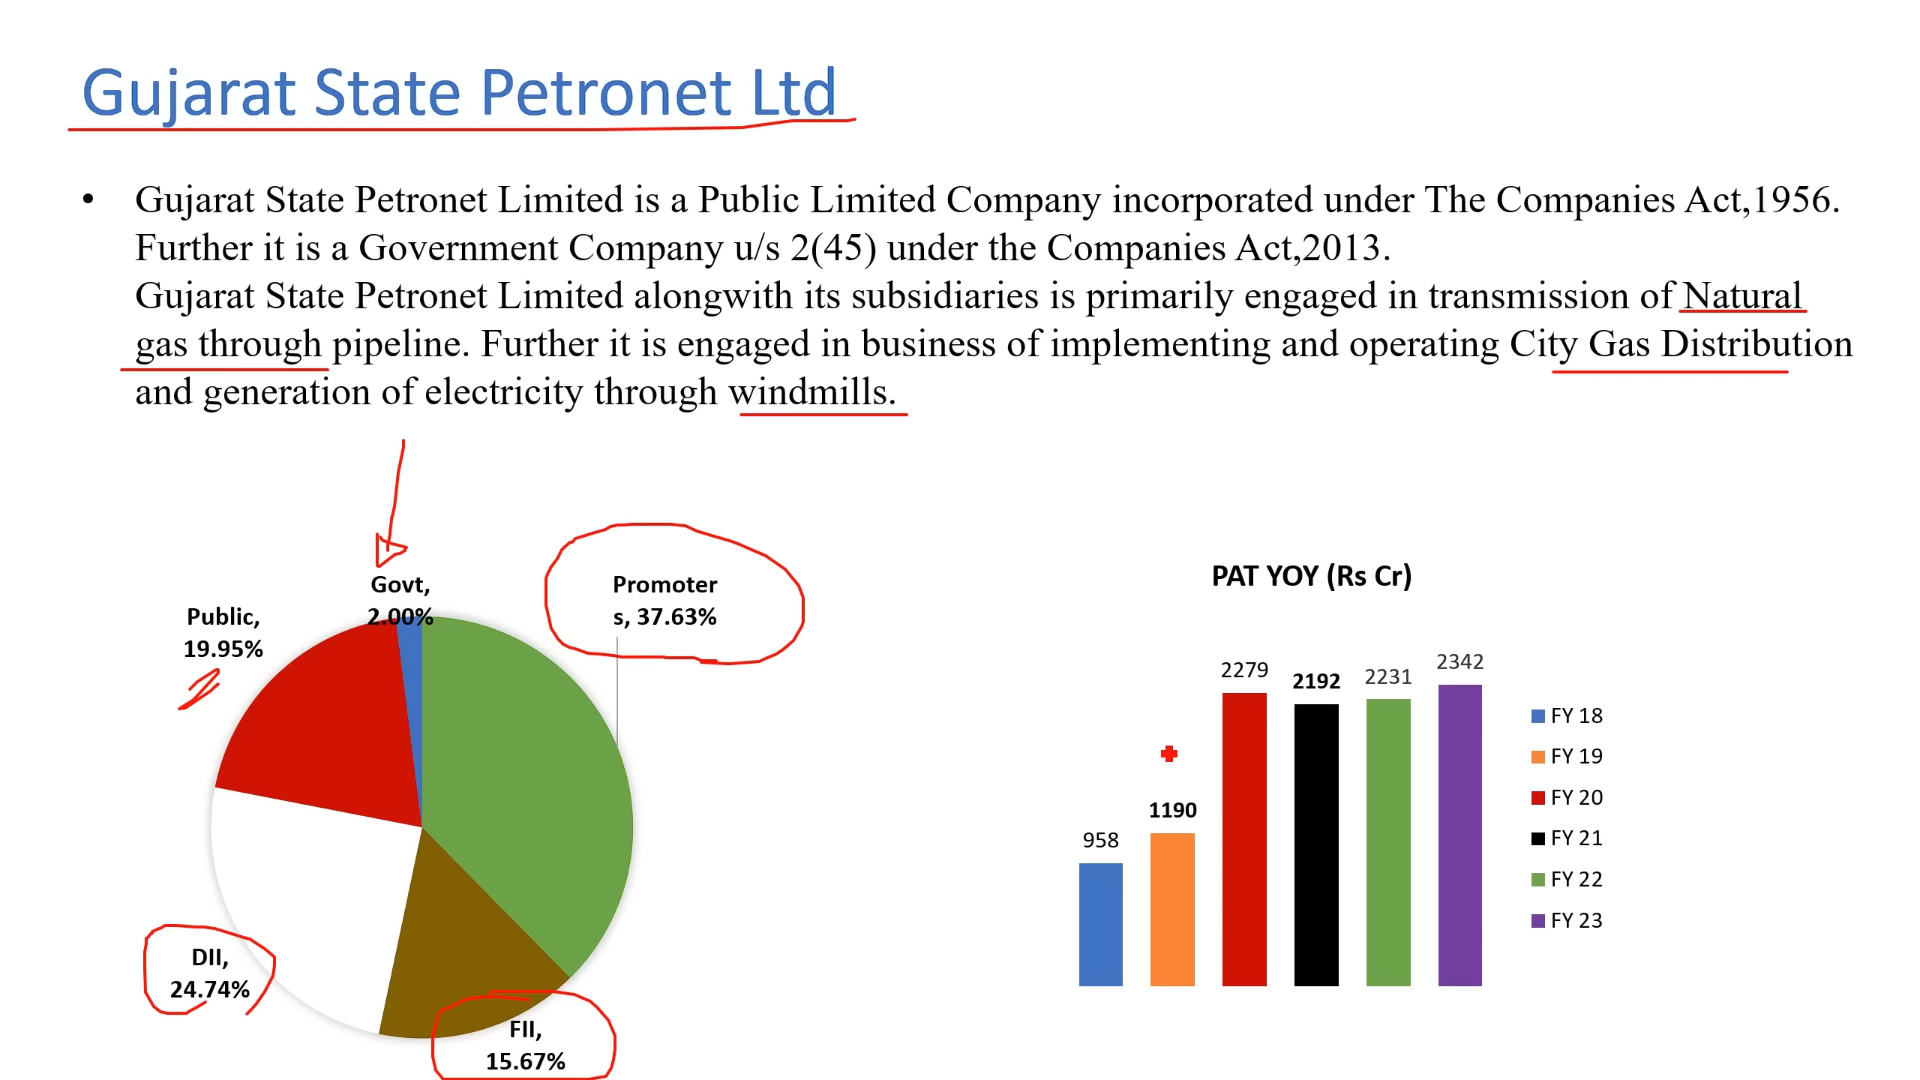 Gujarat State Petronet Ltd
• Gujarat State Petronet Limited is a Public Limited Company incorporated under The Companies Act,1956.
Further it is a Government Company u/s 2(45) under the Companies Act,2013.
Gujarat State Petronet Limited alongwith its subsidiaries is primarily engaged in transmission of Natural
gas through pipeline. Further it is engaged in business of implementing and operating City Gas Distribution
and generation of electricity through windmills.
Govt,
2.00%
Promoter
s, 37.63%
Public,
19.95%
DII,
24.74%
FII,
15.67%
PAT YOY (Rs Cr)
958
1190
2279
2192
2231
2342
FY 18
FY 19
FY 20
FY 21
FY 22
FY 23